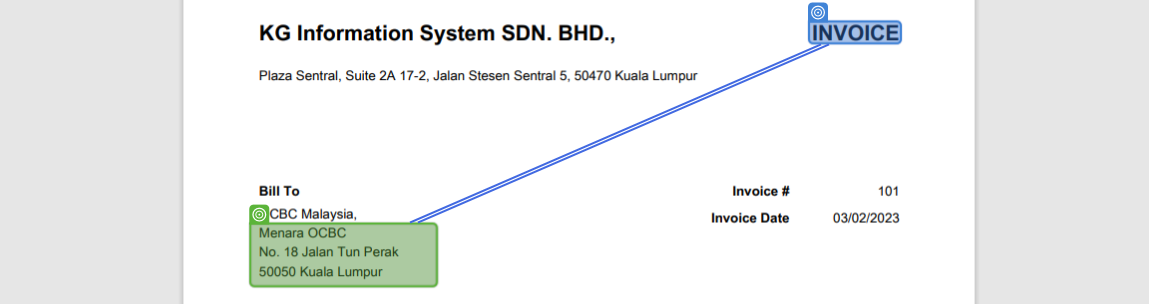 KG Information System SDN. BHD.,
INVOICE
Plaza Sentral, Suite 2A 17-2, Jalan Stesen Sentral 5, 50470 Kuala Lumpur
Bill To
Invoice # 101
CBC Malaysia,
Invoice Date 03/02/2023
Menara OCBC
No. 18 Jalan Tun Perak
50050 Kuala Lumpur